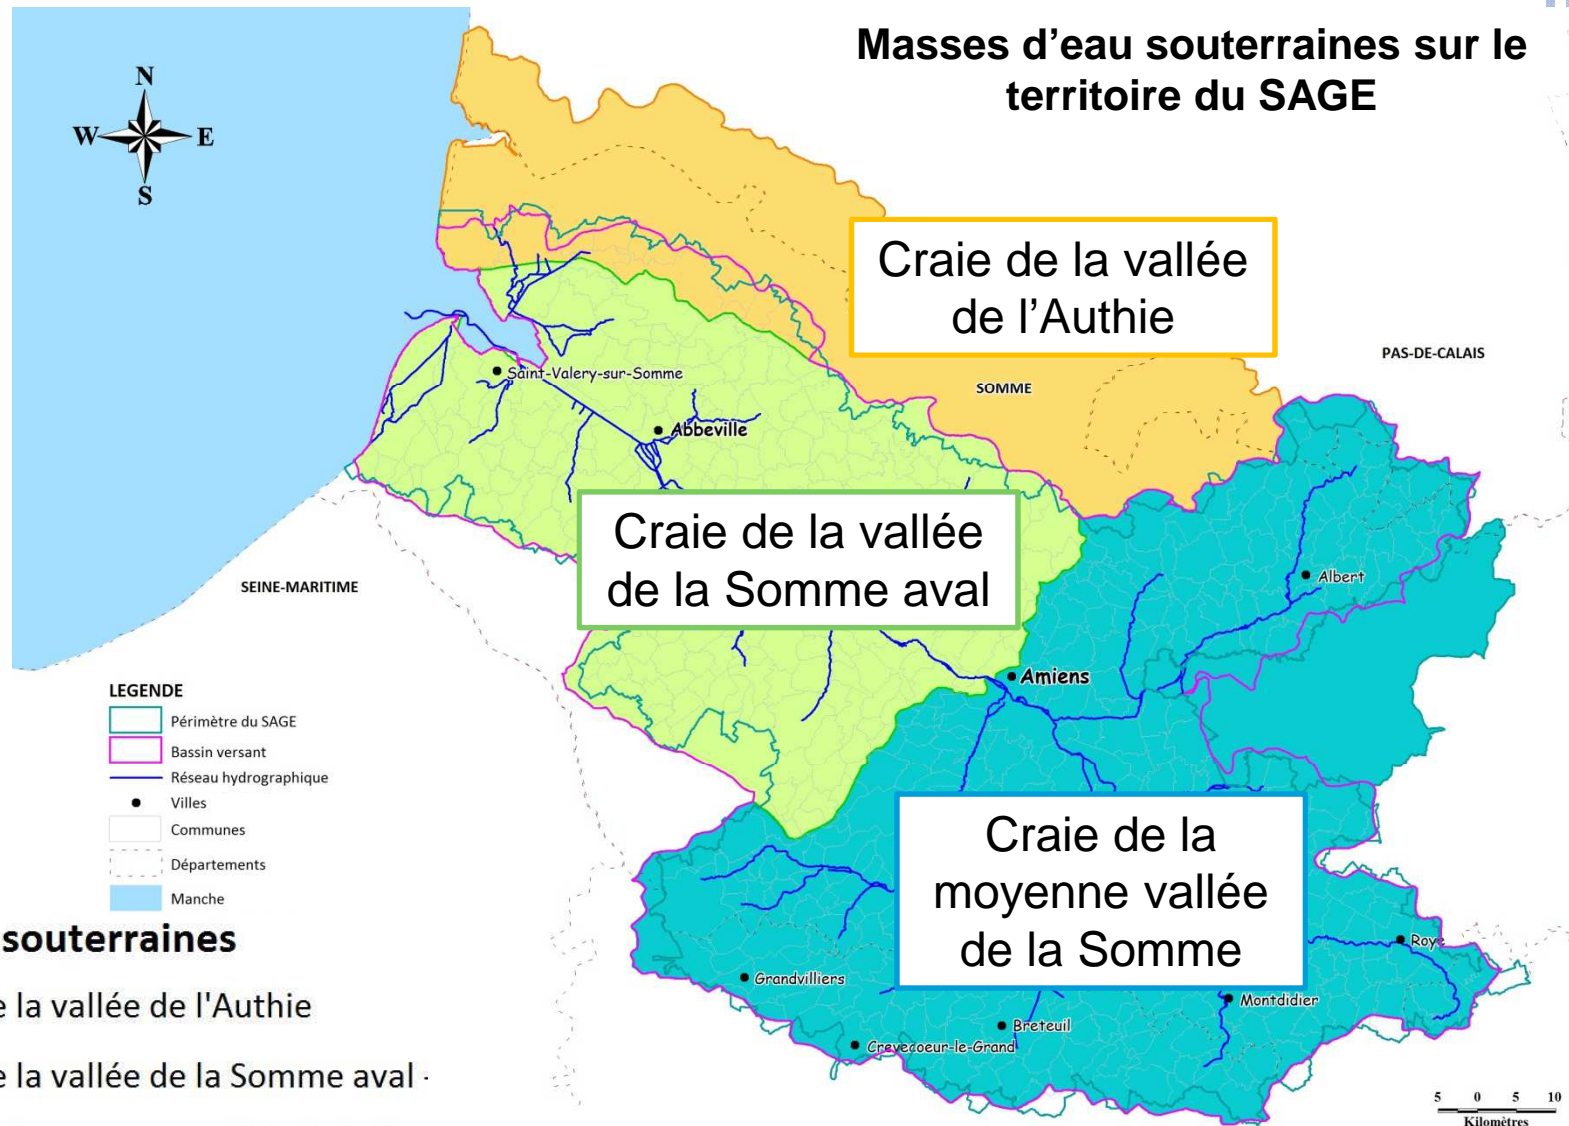 Masses d’eau souterraines sur le
territoire du SAGE
N
W
E
S
Craie de la vallée
de l’Authie
PAS-DE-CALAIS
SOMME
Saint-Valery-sur-Somme
Abbeville
Craie de la vallée
de la Somme aval
SEINE-MARITIME
Albert
Amiens
LEGENDE
Périmètre du SAGE
Bassin versant
Réseau hydrographique
Villes
Communes
Départements
Manche
Craie de la
moyenne vallée
de la Somme
Roye
Grandvilliers
Montdidier
Breteuil
Crevecoeur-le-Grand
souterraines
e la vallée de l'Authie
e la vallée de la Somme aval -
5 0 5 10
Kilomètres